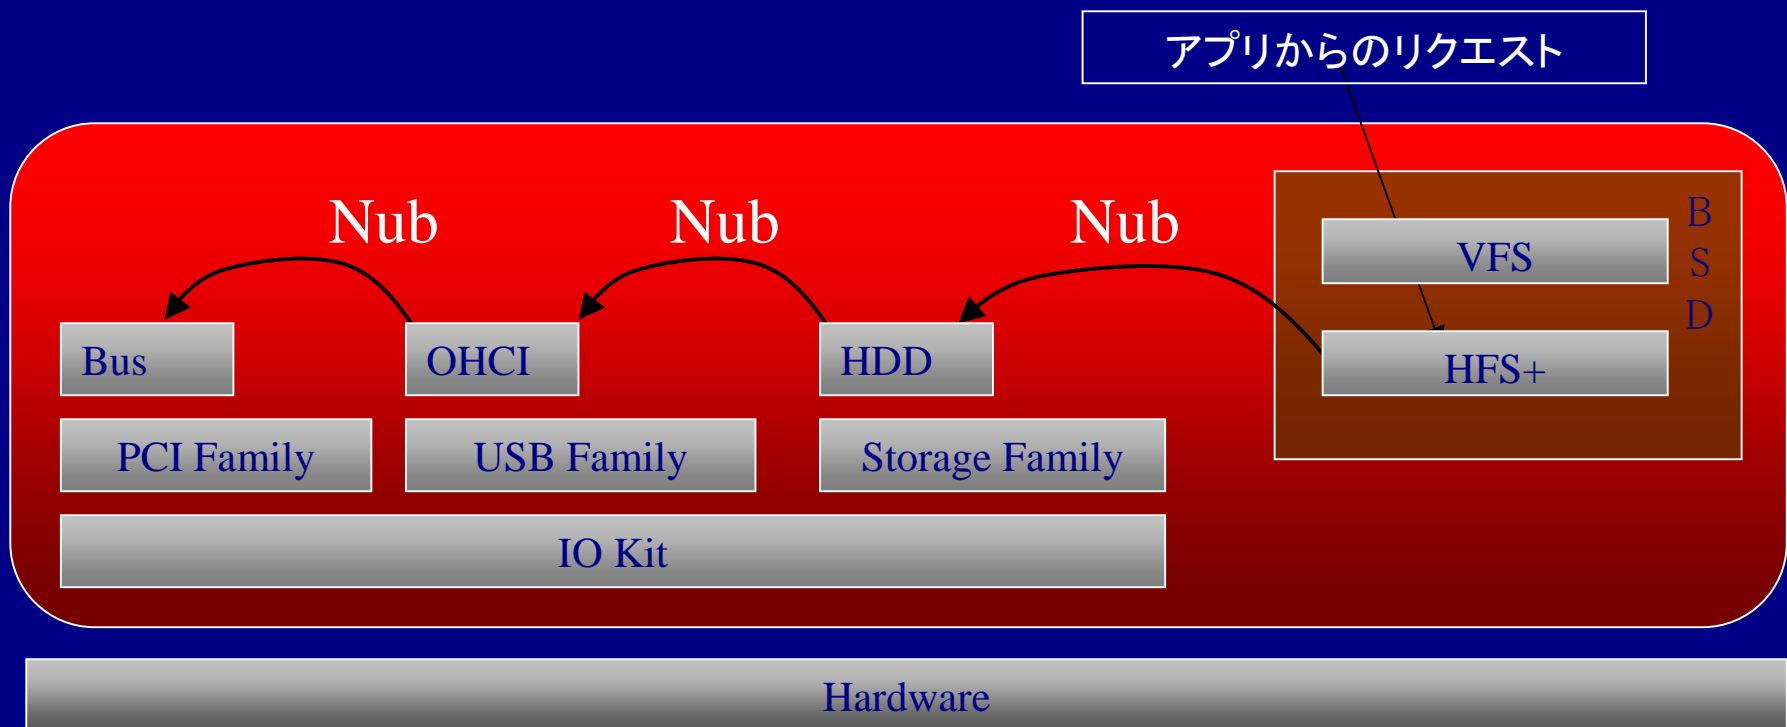 アプリからのリクエスト
Nub
Nub
Nub
B
S
D
VFS
HFS+
Bus
OHCI
HDD
PCI Family
USB Family
Storage Family
IO Kit
Hardware